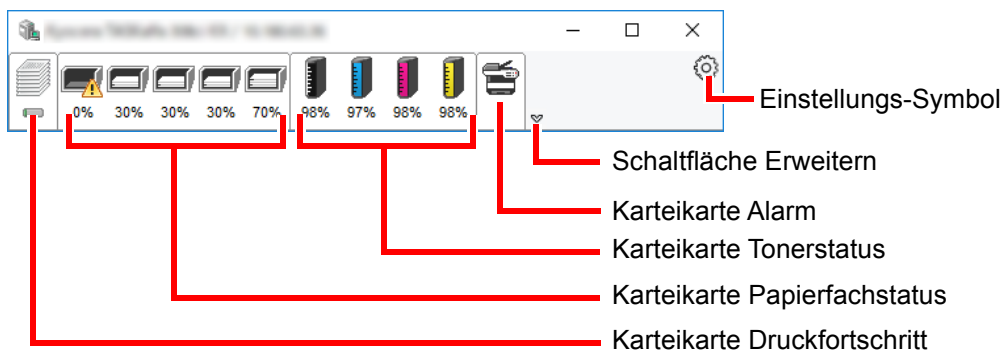 0% 30% 30% 30% 70% 98% 97% 98% 98%
Einstellungs-Symbol
Schaltfläche Erweitern
Karteikarte Alarm
Karteikarte Tonerstatus
Karteikarte Papierfachstatus
Karteikarte Druckfortschritt